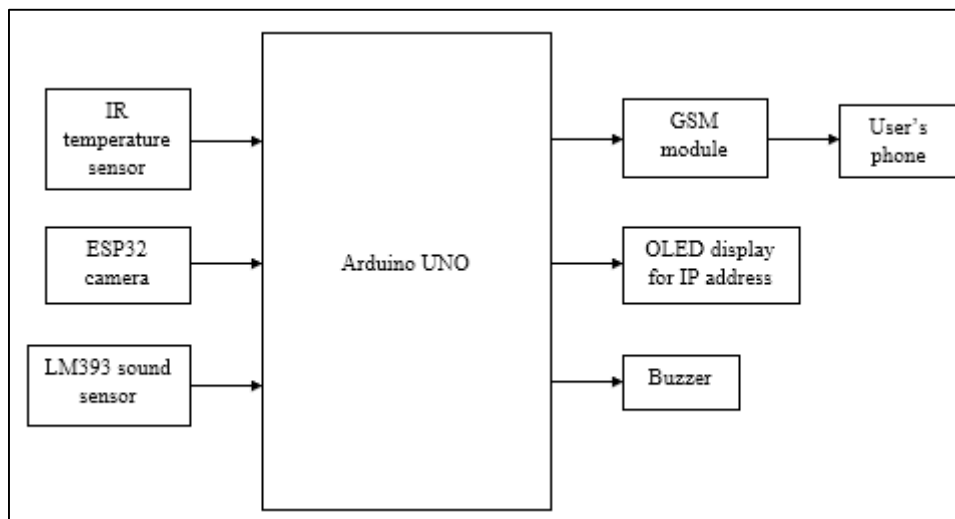 IR
temperature
sensor
ESP32
camera
LM393 sound
sensor
Arduino UNO
GSM
module
User's
phone
OLED display
for IP address
Buzzer